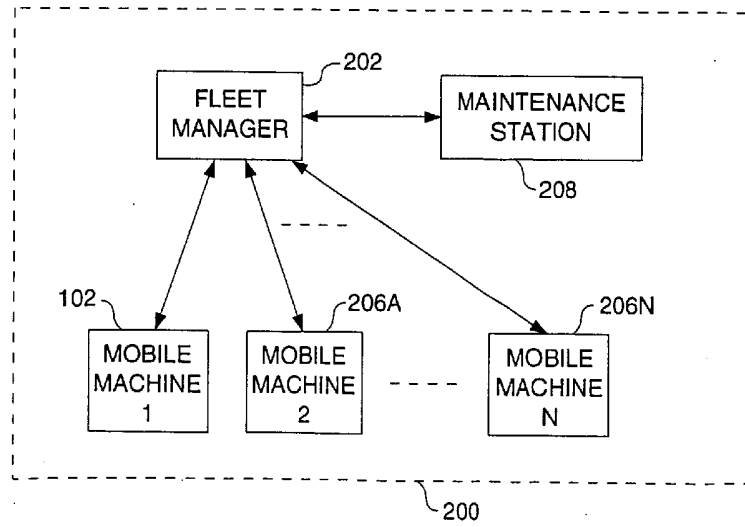 202
FLEET
MANAGER
MAINTENANCE
STATION
208
102
206A
206N
MOBILE
MACHINE
1
MOBILE
MACHINE
2
MOBILE
MACHINE
N
200